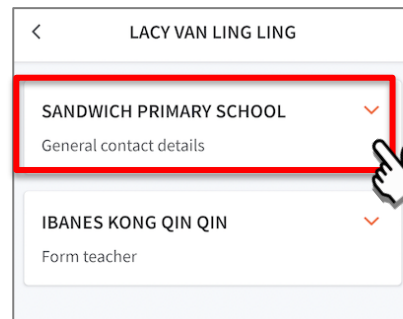 LACY VAN LING LING
SANDWICH PRIMARY SCHOOL
General contact details
IBANES KONG QIN QIN
Form teacher